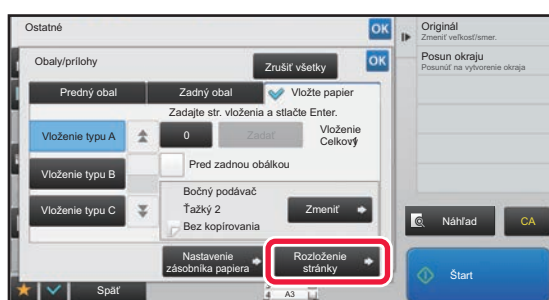 Ostatné
OK
Originál
Zmeniť veľkosť/smer.
Obaly/prílohy
Zrušiť všetky
OK
Posun okraju
Posunúť na vytvorenie okraja
Predný obal
Zadný obal
Vložte papier
Zadajte str. vloženia a stlačte Enter.
Vloženie typu A
0
Zadať
Vloženie
Celkový
Pred zadnou obálkou
Vloženie typu B
Bočný podávač
Vloženie typu C
Ťažký 2
Zmeniť
Bez kopírovania
Náhľad
CA
Nastavenie
zásobníka papiera
Rozloženie
stránky
Štart
Späť
4
A3